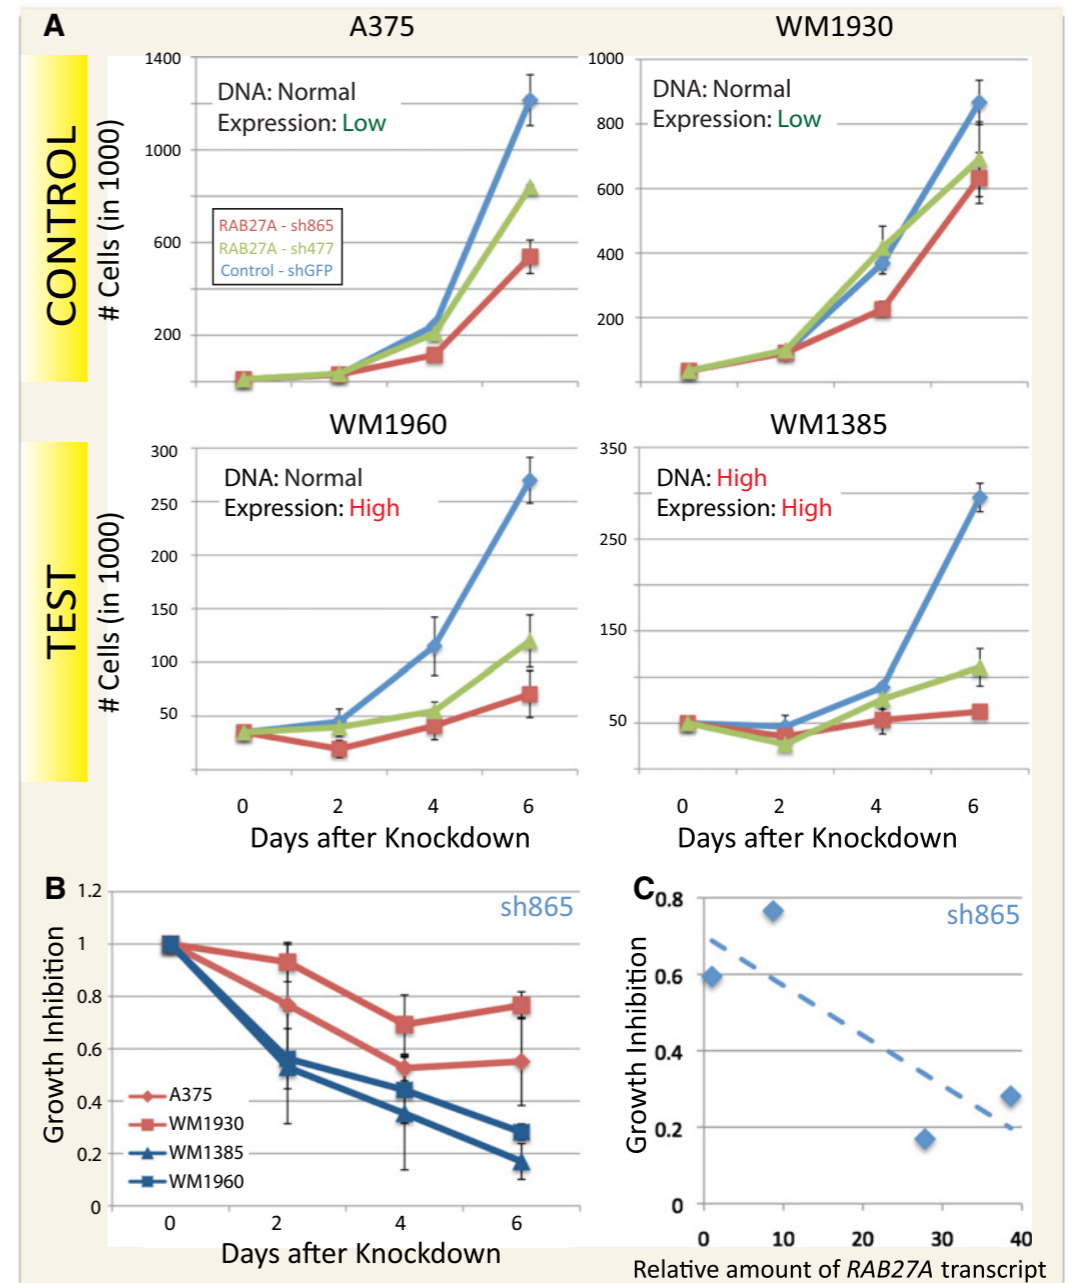 A
A375
WM1930
CONTROL
# Cells (in 1000)
1400
1000
600
200
DNA: Normal
Expression: Low
RAB27A - sh865
RAB27A - sh477
Control - shGFP
1000
800
600
400
200
DNA: Normal
Expression: Low
WM1960
WM1385
TEST
# Cells (in 1000)
300
250
200
150
100
50
DNA: Normal
Expression: High
0 2 4 6
Days after Knockdown
350
250
150
50
DNA: High
Expression: High
0 2 4 6
Days after Knockdown
B
sh865
Growth Inhibition
1.2
1
0.8
0.6
0.4
0.2
0
A375
WM1930
WM1385
WM1960
0 2 4 6
Days after Knockdown
C
sh865
Growth Inhibition
0.8
0.6
0.4
0.2
0
0 10 20 30 40
Relative amount of RAB27A transcript